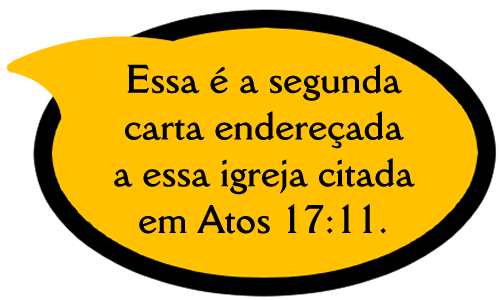 Essa é a segunda
carta endereçada
a essa igreja citada
em Atos 17:11.